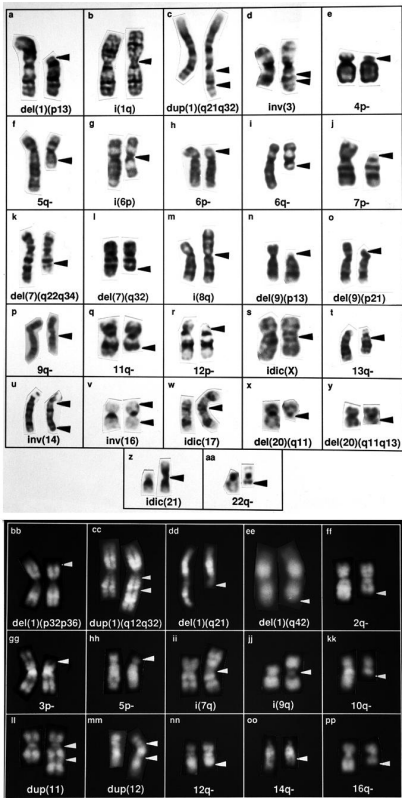 a b c d e
del(1)(p13) i(1q) dup(1)(q21q32) inv(3) 4p-
f g h i j
5q- i(6p) 6p- 6q- 7p-
k l m n o
del(7)(q22q34) del(7)(q32) i(8q) del(9)(p13) del(9)(p21)
p q r s t
9q- 11q- 12p- idic(X) 13q-
u v w x y
inv(14) inv(16) idic(17) del(20)(q11) del(20)(q11q13)
z aa
idic(21) 22q-
bb cc dd ee ff
del(1)(p32p36) dup(1)(q12q32) del(1)(q21) del(1)(q42) 2q-
gg hh ii jj kk
3p- 5p- i(7q) i(9q) 10q-
ll mm nn oo pp
dup(11) dup(12) 12q- 14q- 16q-